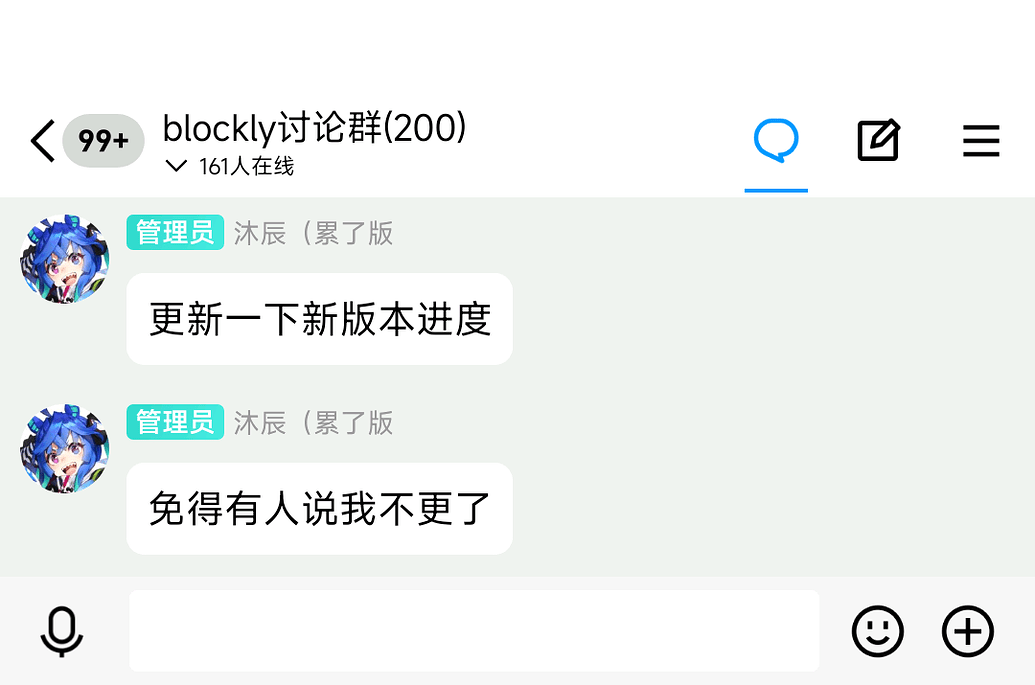 99+
blockly讨论群(200)
161人在线
管理员 沐辰（累了版
更新一下新版本进度
管理员 沐辰（累了版
免得有人说我不更了